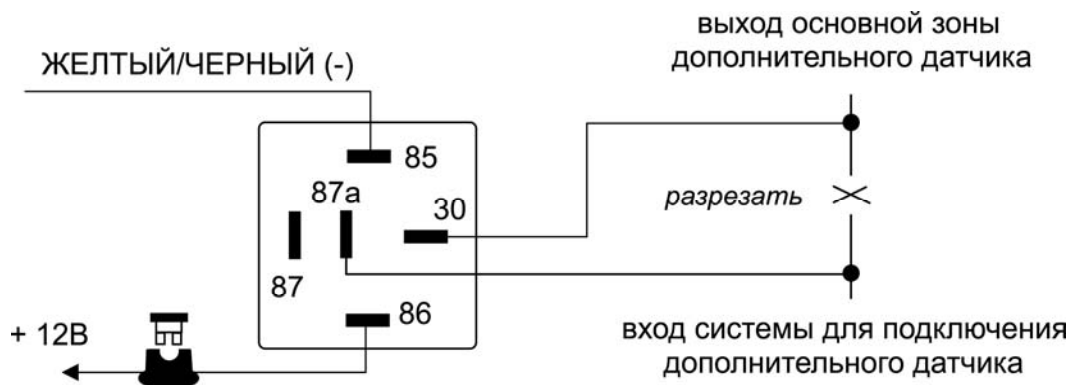 выход основной зоны
дополнительного датчика
ЖЕЛТЫЙ/ЧЕРНЫЙ (-)
85
87а
30
разрезать
87
86
+ 12В
вход системы для подключения
дополнительного датчика